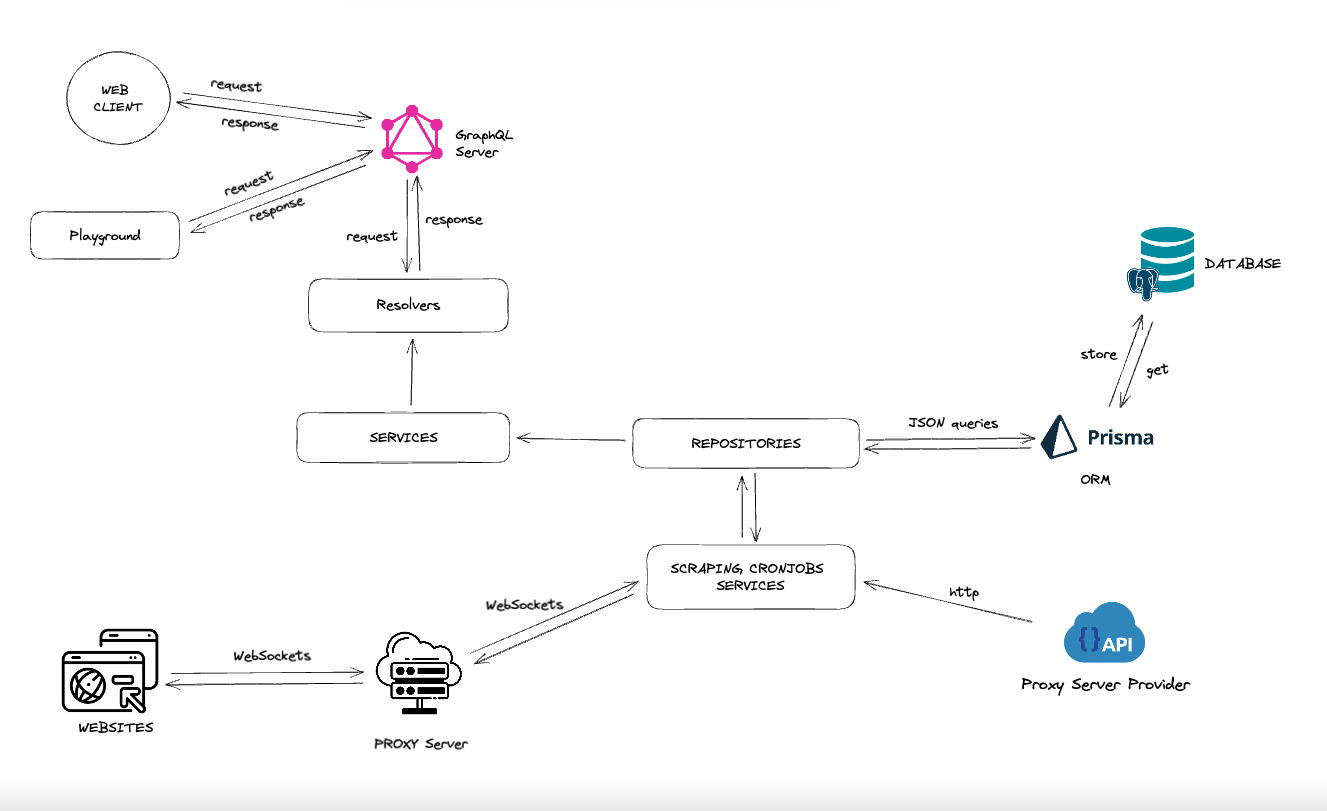 WEB
CLIENT
request
response
GraphQL
Server
request
response
Playground
request
response
Resolvers
DATABASE
store
get
SERVICES
REPOSITORIES
JSON queries
Prisma
ORM
SCRAPING, CRONJOBS
SERVICES
WebSockets
http
{} API
Proxy Server Provider
WebSockets
WEBSITES
PROXY Server